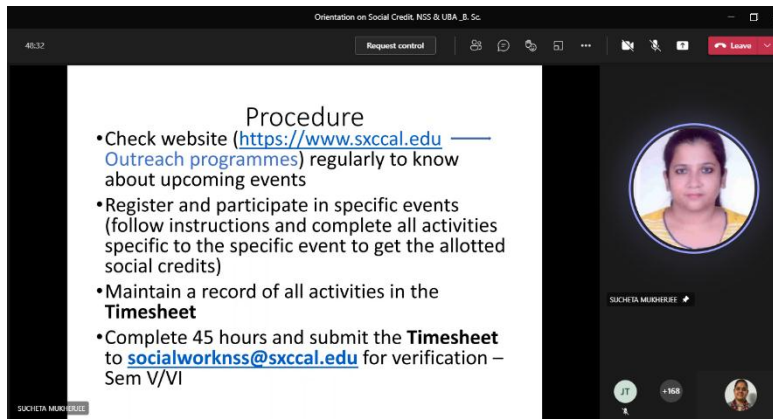 Orientation on Social Credit, NSS & UBA _B. Sc.
48:32
Request control
Leave
Procedure
•Check website (https://www.sxccal.edu
Outreach programmes) regularly to know
about upcoming events
•Register and participate in specific events
(follow instructions and complete all activities
specific to the specific event to get the allotted
social credits)
•Maintain a record of all activities in the
Timesheet
•Complete 45 hours and submit the Timesheet
to socialworknss@sxccal.edu for verification –
Sem V/VI
SUCHETA MUKHERJEE
SUCHETA MUKHERJEE
JT
+168